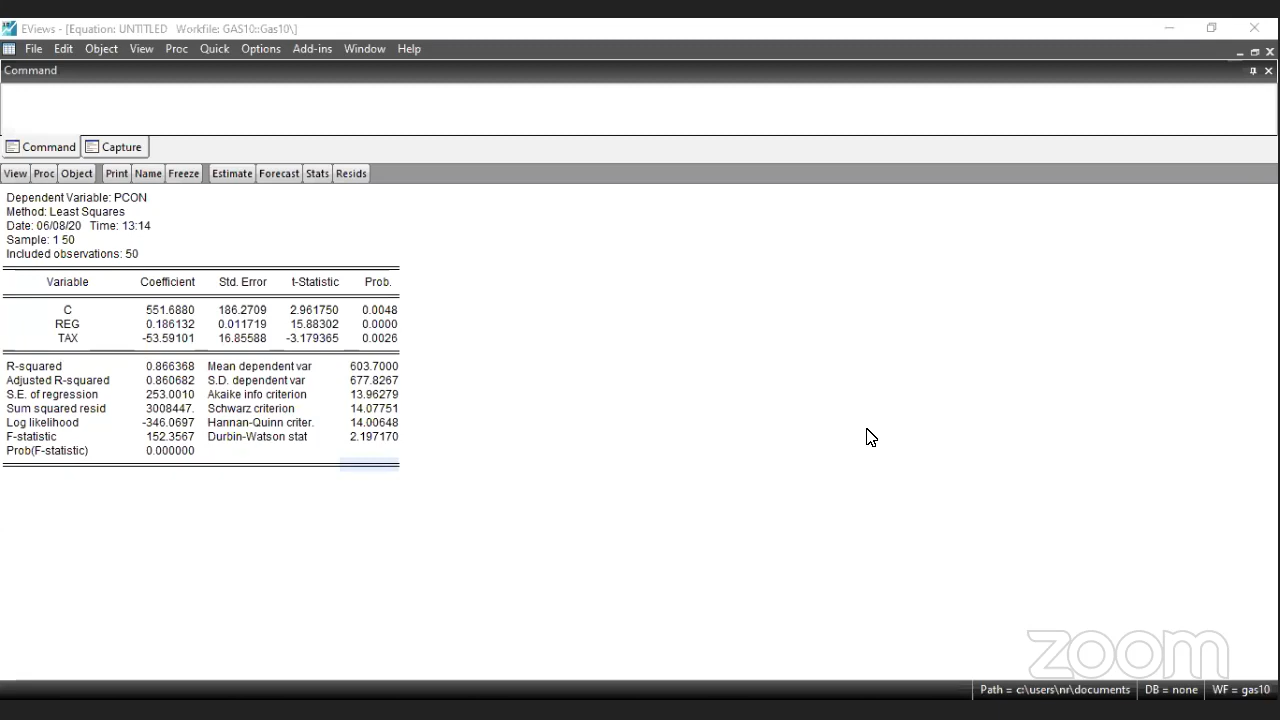 EViews - [Equation: UNTITLED   Workfile: GAS10::Gas10\]
File Edit Object View Proc Quick Options Add-ins Window Help
Command
Command Capture
View Proc Object Print Name Freeze Estimate Forecast Stats Resids
Dependent Variable: PCON
Method: Least Squares
Date: 06/08/20   Time: 13:14
Sample: 1 50
Included observations: 50
Variable Coefficient Std. Error t-Statistic Prob.
C 551.6880 186.2709 2.961750 0.0048
REG 0.186132 0.011719 15.88302 0.0000
TAX -53.59101 16.85588 -3.179365 0.0026
R-squared 0.866368 Mean dependent var 603.7000
Adjusted R-squared 0.860682 S.D. dependent var 677.8267
S.E. of regression 253.0010 Akaike info criterion 13.96279
Sum squared resid 3008447. Schwarz criterion 14.07751
Log likelihood -346.0697 Hannan-Quinn criter. 14.00648
F-statistic 152.3567 Durbin-Watson stat 2.197170
Prob(F-statistic) 0.000000
zoom
Path = c:\users\nr\documents DB = none WF = gas10